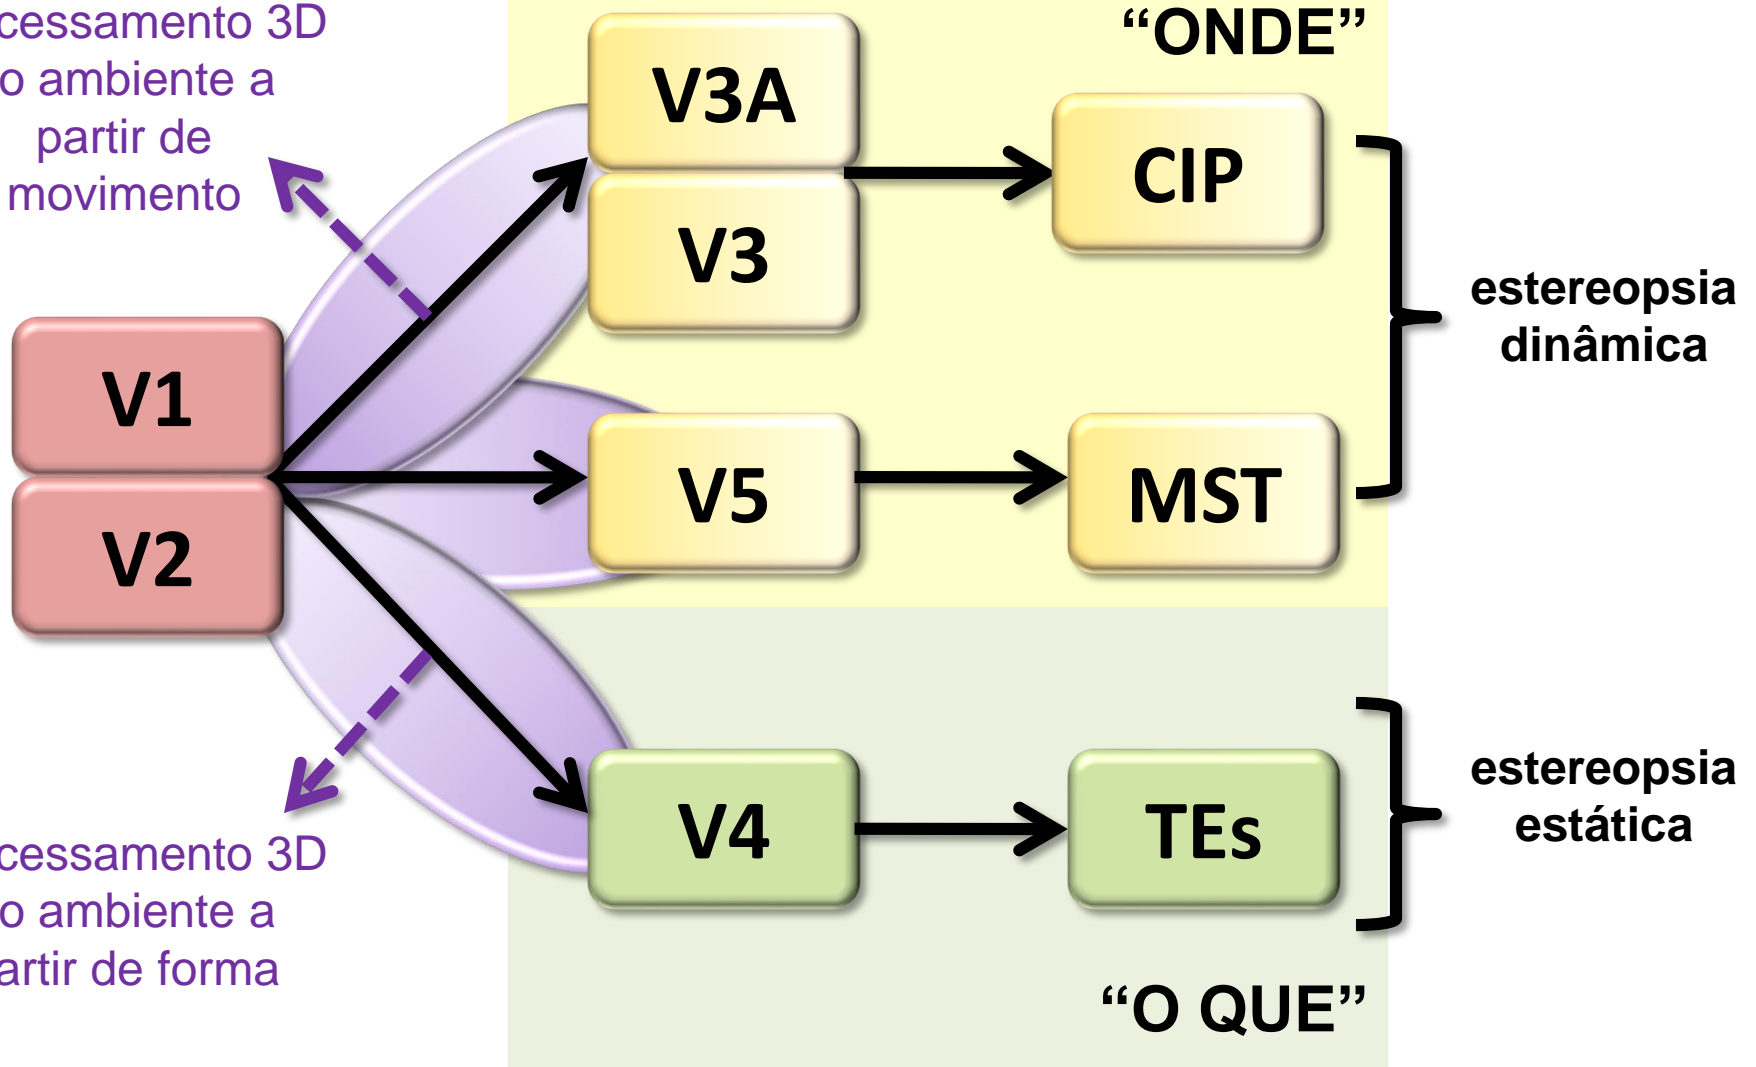 cessamento 3D
o ambiente a
partir de
movimento
“ONDE”
V3A
V3
CIP
estereopsia
dinâmica
V1
V2
V5
MST
V4
TEs
estereopsia
estática
cessamento 3D
o ambiente a
artir de forma
“O QUE”